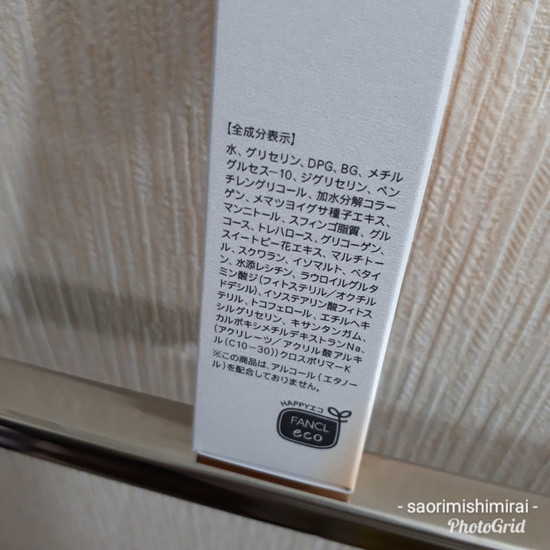 【全成分表示】
水、グリセリン、DPG、BG、メチル
グルセス−10、ジグリセリン、ペン
チレングリコール、加水分解コラー
ゲン、メマツヨイグサ種子エキス、
マンニトール、スフィンゴ脂質、グル
コース、トレハロース、グリコーゲン、
スイートピー花エキス、マルチトー
ル、スクワラン、イソマルト、ベタイ
ン、水添レシチン、ラウロイルグルタ
ミン酸ジ(フィトステリル/オクチル
ドデシル)、イソステアリン酸フィトス
テリル、トコフェロール、エチルヘキ
シルグリセリン、キサンタンガム、
カルボキシメチルデキストランNa、
(アクリレーツ/アクリル酸アルキ
ル(C10−30))クロスポリマーK
※この商品は、アルコール(エタノー
ル)を配合しておりません。
HAPPYエコ
FANCL
eco
- saorimishimirai -
PhotoGrid